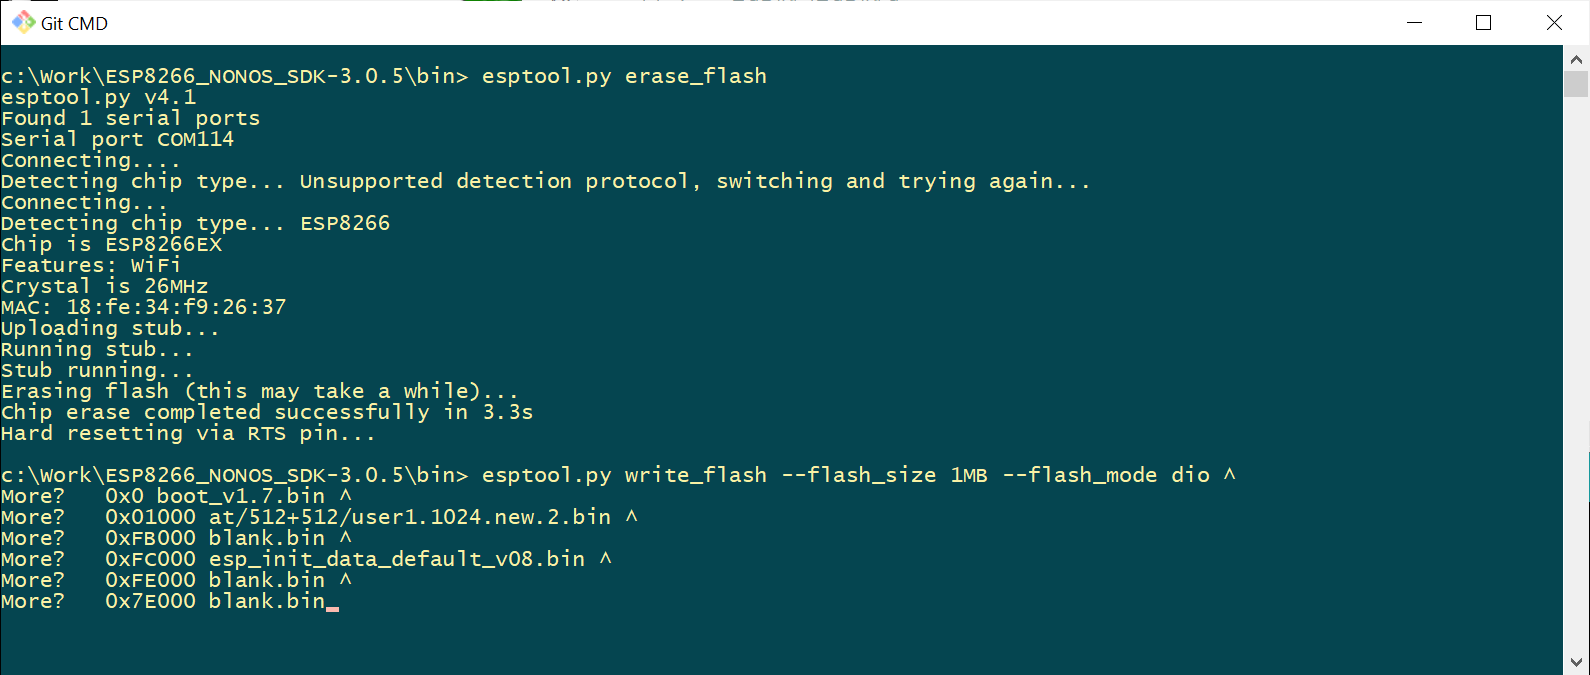 Git CMD
c:\Work\ESP8266_NONOS_SDK-3.0.5\bin> esptool.py erase_flash
esptool.py v4.1
Found 1 serial ports
Serial port COM114
Connecting....
Detecting chip type... Unsupported detection protocol, switching and trying again...
Connecting...
Detecting chip type... ESP8266
Chip is ESP8266EX
Features: WiFi
Crystal is 26MHz
MAC: 18:fe:34:f9:26:37
Uploading stub...
Running stub...
Stub running...
Erasing flash (this may take a while)...
Chip erase completed successfully in 3.3s
Hard resetting via RTS pin...
c:\Work\ESP8266_NONOS_SDK-3.0.5\bin> esptool.py write_flash --flash_size 1MB --flash_mode dio ^
More?   0x0 boot_v1.7.bin ^
More?   0x01000 at/512+512/user1.1024.new.2.bin ^
More?   0xFB000 blank.bin ^
More?   0xFC000 esp_init_data_default_v08.bin ^
More?   0xFE000 blank.bin ^
More?   0x7E000 blank.bin